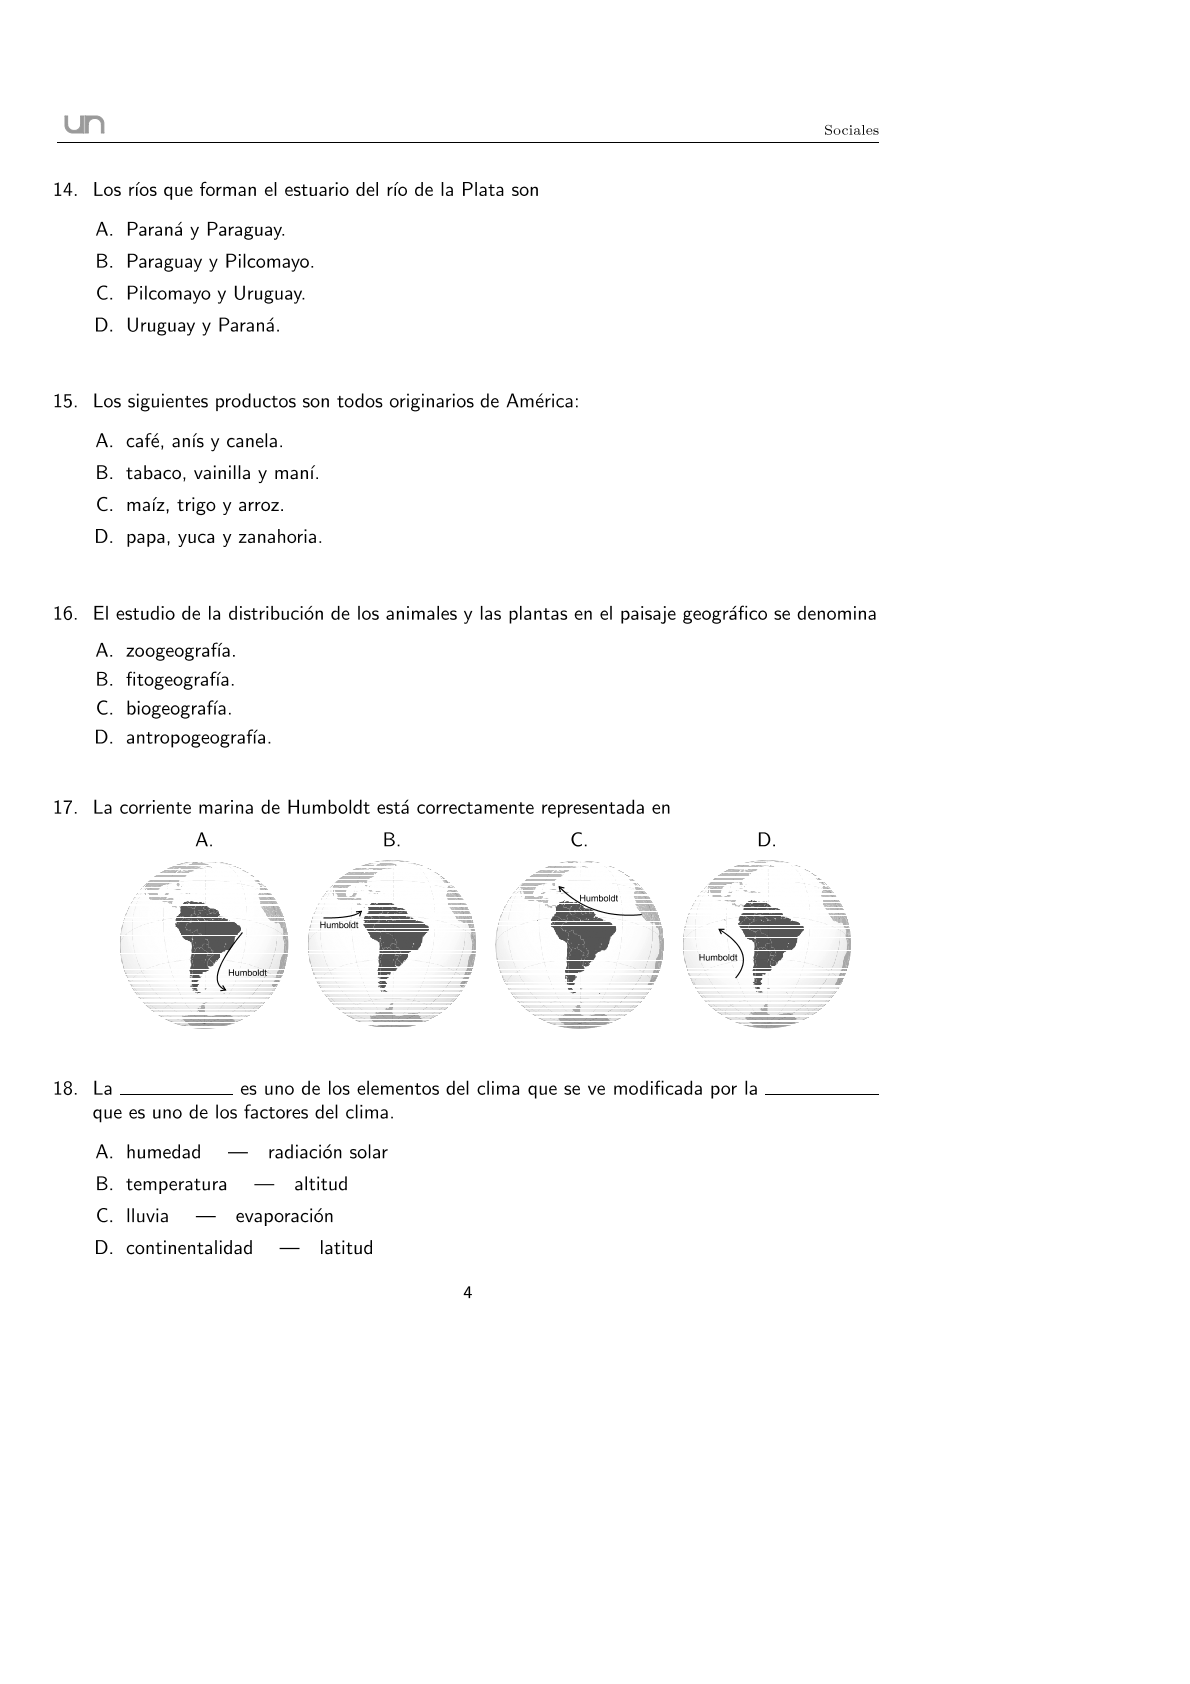 un
Sociales
14. Los ríos que forman el estuario del río de la Plata son
A. Paraná y Paraguay.
B. Paraguay y Pilcomayo.
C. Pilcomayo y Uruguay.
D. Uruguay y Paraná.
15. Los siguientes productos son todos originarios de América:
A. café, anís y canela.
B. tabaco, vainilla y maní.
C. maíz, trigo y arroz.
D. papa, yuca y zanahoria.
16. El estudio de la distribución de los animales y las plantas en el paisaje geográfico se denomina
A. zoogeografía.
B. fitogeografía.
C. biogeografía.
D. antropogeografía.
17. La corriente marina de Humboldt está correctamente representada en
A. B. C. D.
Humboldt
Humboldt
Humboldt
Humboldt
18. La ____________ es uno de los elementos del clima que se ve modificada por la ____________
que es uno de los factores del clima.
A. humedad — radiación solar
B. temperatura — altitud
C. lluvia — evaporación
D. continentalidad — latitud
4